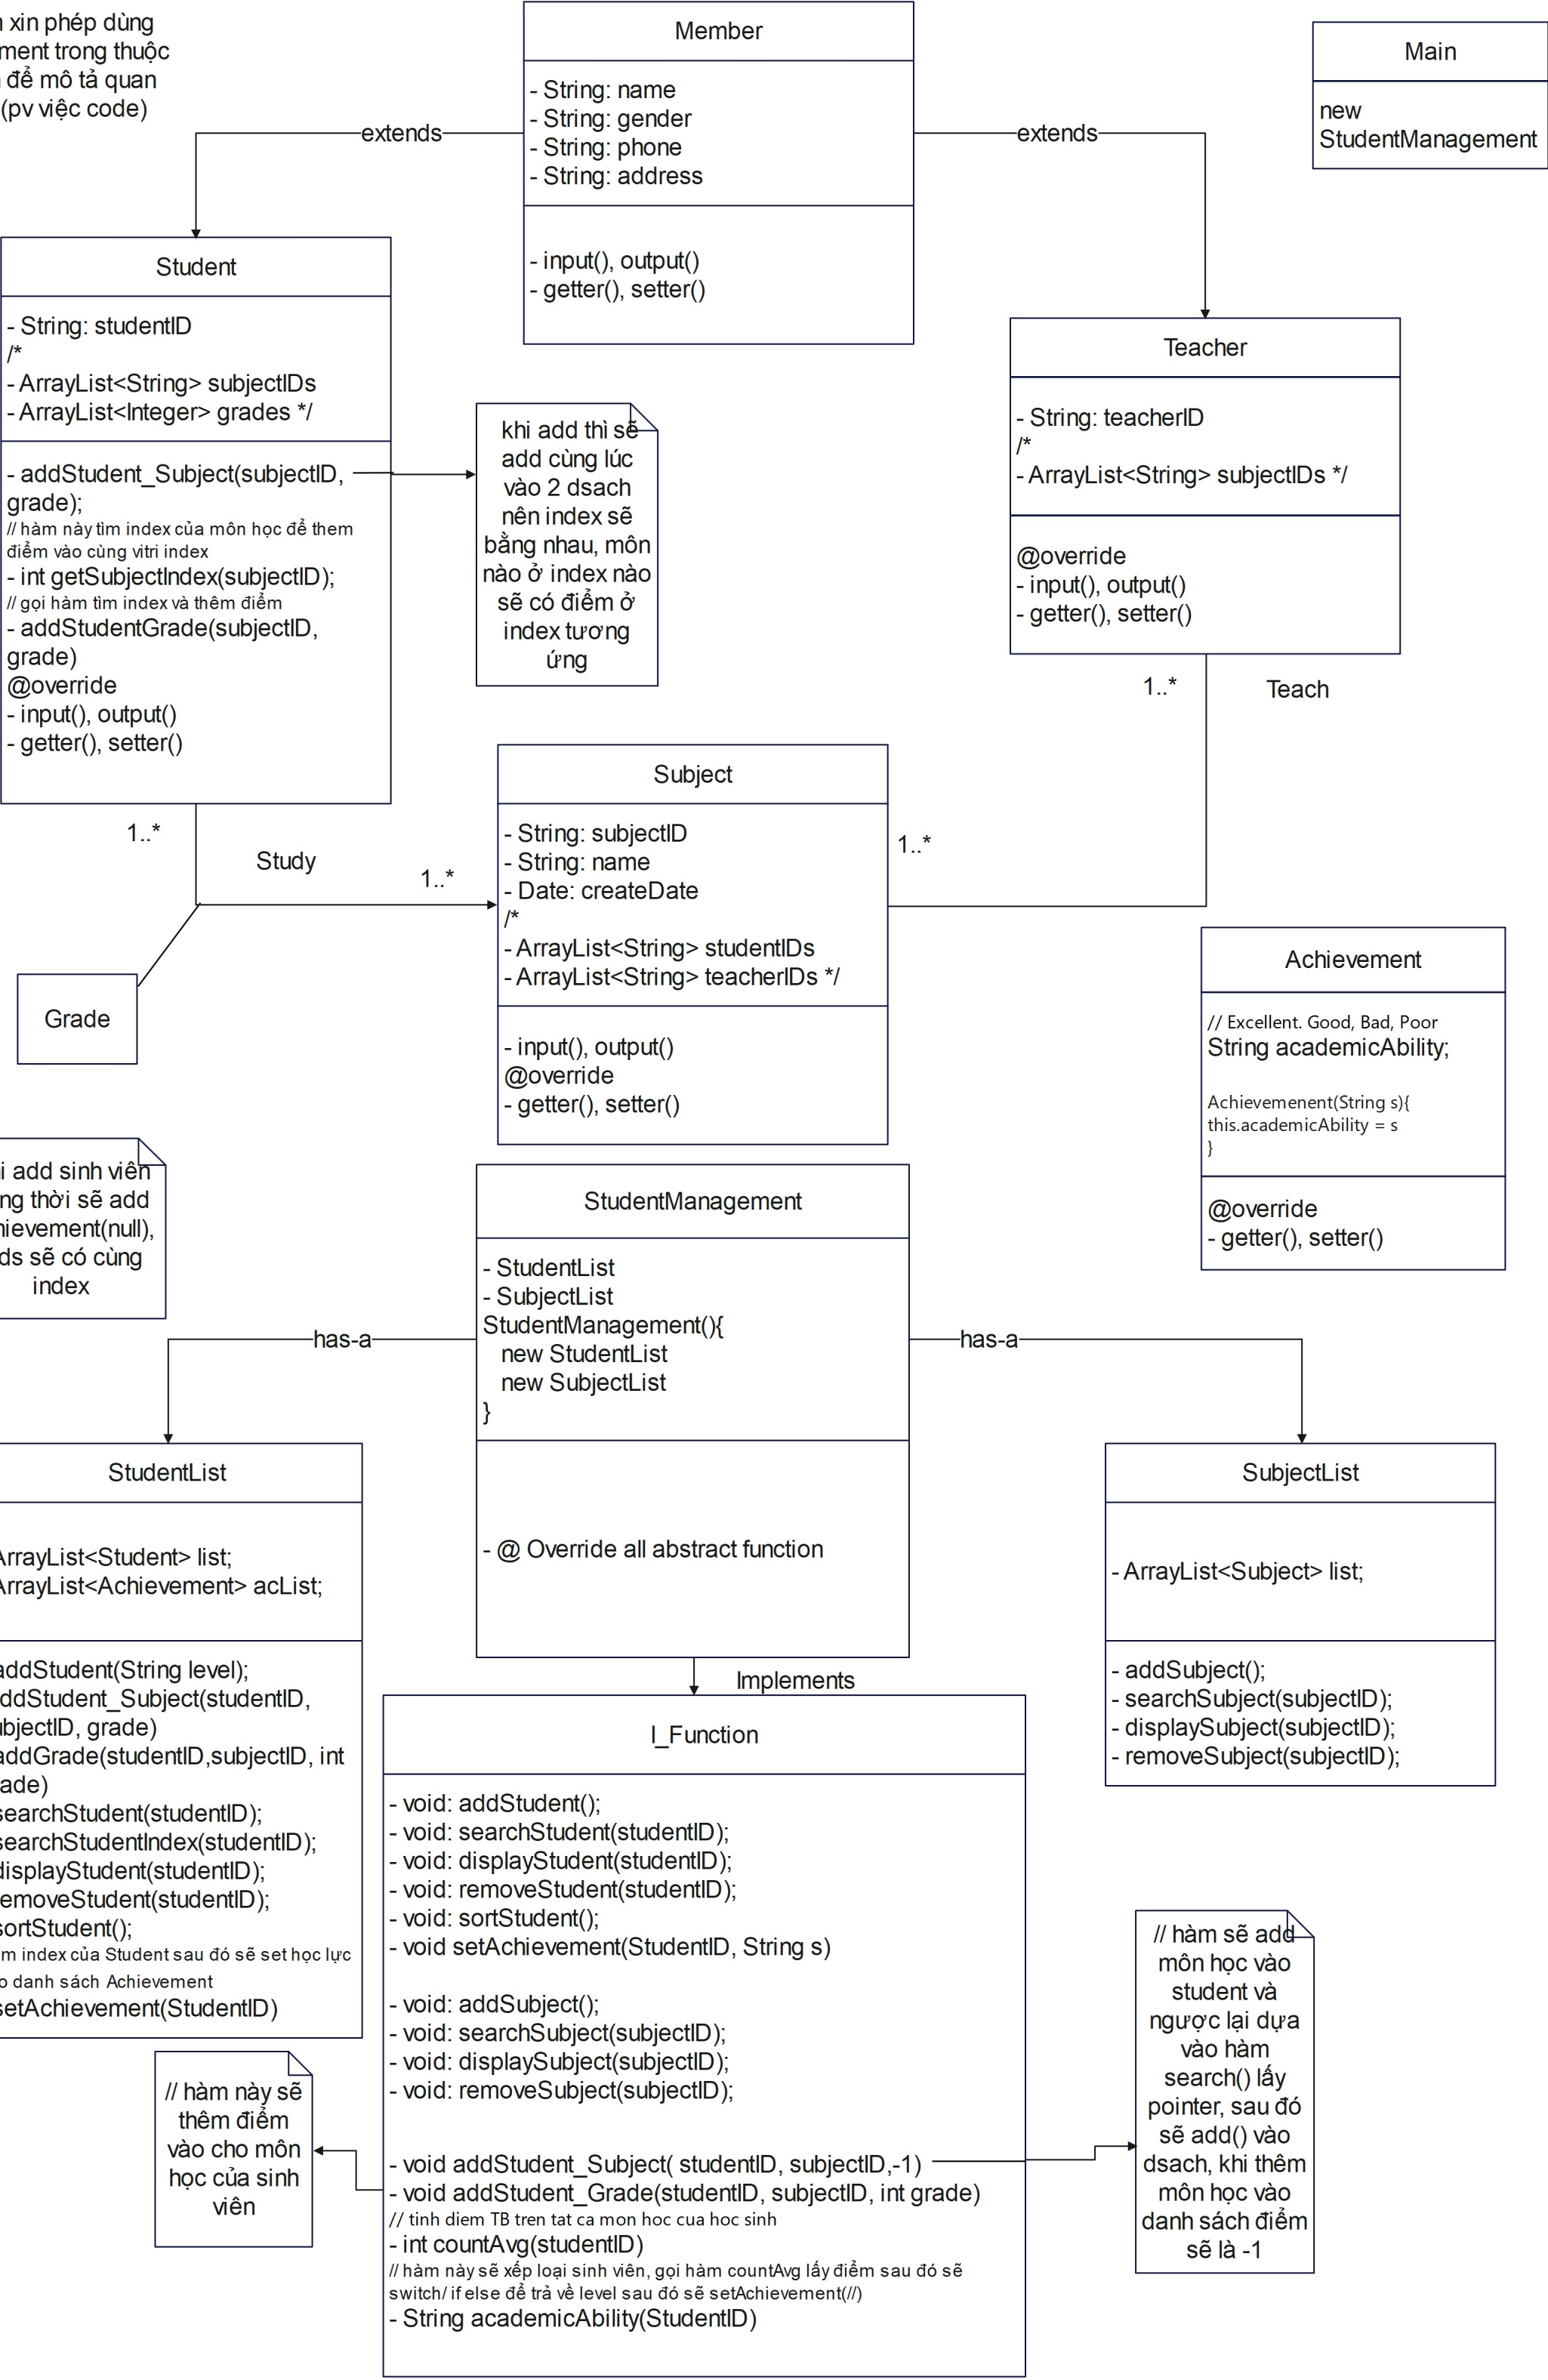 xin phép dùng
trong thuộc
để mô tả quan
(pv việc code)
Member
- String: name
- String: gender
- String: phone
- String: address
- input(), output()
- getter(), setter()
Main
new
StudentManagement
extends
extends
Student
- String: studentID
/*
- ArrayList<String> subjectIDs
- ArrayList<Integer> grades */
- addStudent_Subject(subjectID,
grade);
// hàm này tìm index của môn học để them
điểm vào cùng vitri index
- int getSubjectIndex(subjectID);
// gọi hàm tìm index và thêm điểm
- addStudentGrade(subjectID,
grade)
@override
- input(), output()
- getter(), setter()
khi add thì sẽ
add cùng lúc
vào 2 dsach
nên index sẽ
bằng nhau, môn
nào ở index nào
sẽ có điểm ở
index tương
ứng
Teacher
- String: teacherID
/*
- ArrayList<String> subjectIDs */
@override
- input(), output()
- getter(), setter()
1..*
Teach
1..*
Study
1..*
1..*
Grade
Subject
- String: subjectID
- String: name
- Date: createDate
/*
- ArrayList<String> studentIDs
- ArrayList<String> teacherIDs */
- input(), output()
@override
- getter(), setter()
Achievement
// Excellent. Good, Bad, Poor
String academicAbility;
Achievemenent(String s){
this.academicAbility = s
}
@override
- getter(), setter()
add sinh viên
thời sẽ add
sẽ có cùng
index
StudentManagement
- StudentList
- SubjectList
StudentManagement(){
new StudentList
new SubjectList
}
- @ Override all abstract function
has-a
has-a
StudentList
ArrayList<Student> list;
ArrayList<Achievement> acList;
addStudent(String level);
addStudent_Subject(studentID,
subjectID, grade)
addGrade(studentID,subjectID, int
grade)
searchStudent(studentID);
searchStudentIndex(studentID);
displayStudent(studentID);
removeStudent(studentID);
sortStudent();
index của Student sau đó sẽ set học lực
danh sách Achievement
setAchievement(StudentID)
SubjectList
- ArrayList<Subject> list;
- addSubject();
- searchSubject(subjectID);
- displaySubject(subjectID);
- removeSubject(subjectID);
Implements
I_Function
- void: addStudent();
- void: searchStudent(studentID);
- void: displayStudent(studentID);
- void: removeStudent(studentID);
- void: sortStudent();
- void setAchievement(StudentID, String s)
- void: addSubject();
- void: searchSubject(subjectID);
- void: displaySubject(subjectID);
- void: removeSubject(subjectID);
- void addStudent_Subject( studentID, subjectID,-1)
- void addStudent_Grade(studentID, subjectID, int grade)
// tinh diem TB tren tat ca mon hoc cua hoc sinh
- int countAvg(studentID)
// hàm này sẽ xếp loại sinh viên, gọi hàm countAvg lấy điểm sau đó sẽ
switch/ if else để trả về level sau đó sẽ setAchievement(//)
- String academicAbility(StudentID)
// hàm này sẽ
thêm điểm
vào cho môn
học của sinh
viên
// hàm sẽ add
môn học vào
student và
ngược lại dựa
vào hàm
search() lấy
pointer, sau đó
sẽ add() vào
dsach, khi thêm
môn học vào
danh sách điểm
sẽ là -1